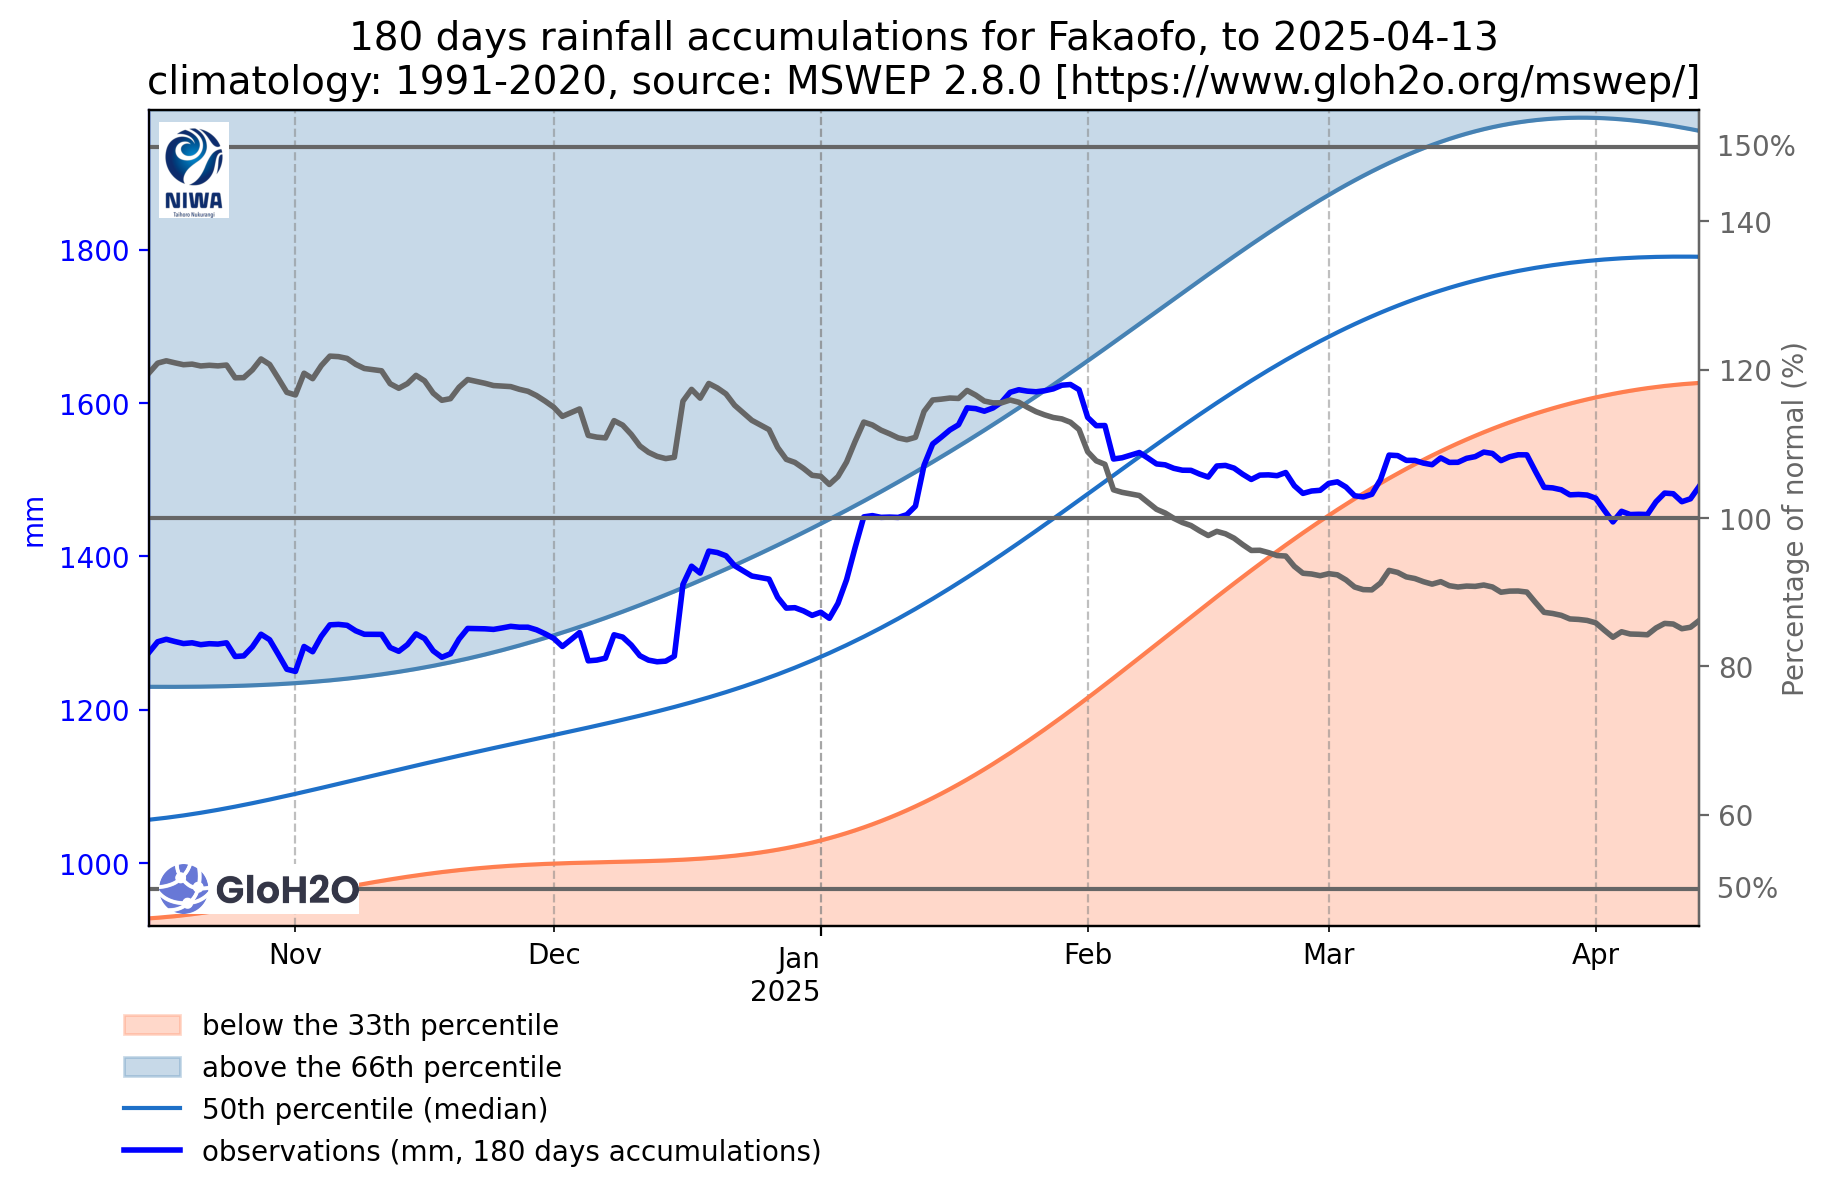 180 days rainfall accumulations for Fakaofo, to 2025-04-13
climatology: 1991-2020, source: MSWEP 2.8.0 [https://www.gloh2o.org/mswep/]
NIWA
Taihoro Nukurangi
1800
1600
1400
1200
1000
mm
150%
140
120
100
80
60
50%
Percentage of normal (%)
GloH2O
Nov
Dec
Jan
2025
Feb
Mar
Apr
below the 33th percentile
above the 66th percentile
50th percentile (median)
observations (mm, 180 days accumulations)